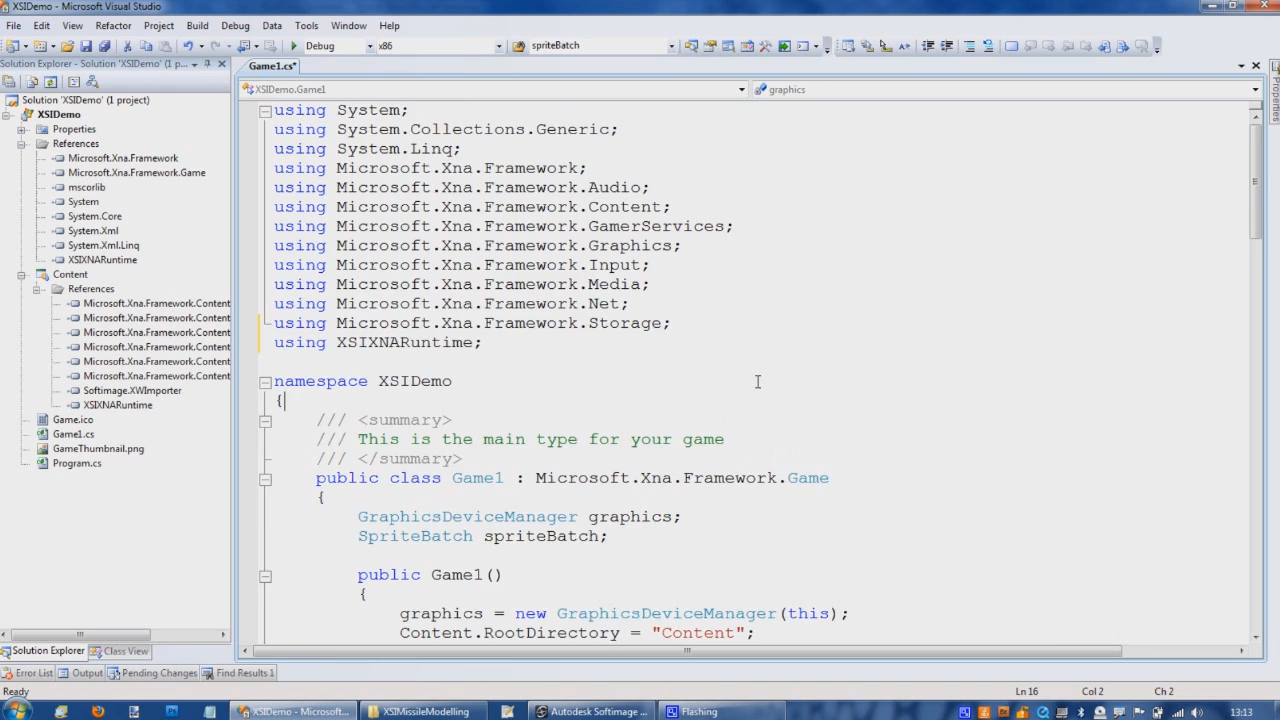 XSIDemo - Microsoft Visual Studio
File Edit View Refactor Project Build Debug Data Tools Window Help
Debug x86 spriteBatch
Solution Explorer - Solution 'XSIDemo' (1 p...
Game1.cs*
XSIDemo.Game1 graphics
Solution 'XSIDemo' (1 project)
XSIDemo
Properties
References
Microsoft.Xna.Framework
Microsoft.Xna.Framework.Game
mscorlib
System
System.Core
System.Xml
System.Xml.Linq
XSIXNARuntime
Content
References
Microsoft.Xna.Framework.Content
Microsoft.Xna.Framework.Content
Microsoft.Xna.Framework.Content
Microsoft.Xna.Framework.Content
Microsoft.Xna.Framework.Content
Microsoft.Xna.Framework.Content
Softimage.XWImporter
XSIXNARuntime
Game.ico
Game1.cs
GameThumbnail.png
Program.cs
Solution Explorer Class View
using System;
using System.Collections.Generic;
using System.Linq;
using Microsoft.Xna.Framework;
using Microsoft.Xna.Framework.Audio;
using Microsoft.Xna.Framework.Content;
using Microsoft.Xna.Framework.GamerServices;
using Microsoft.Xna.Framework.Graphics;
using Microsoft.Xna.Framework.Input;
using Microsoft.Xna.Framework.Media;
using Microsoft.Xna.Framework.Net;
using Microsoft.Xna.Framework.Storage;
using XSIXNARuntime;
namespace XSIDemo
{
/// <summary>
/// This is the main type for your game
/// </summary>
public class Game1 : Microsoft.Xna.Framework.Game
{
GraphicsDeviceManager graphics;
SpriteBatch spriteBatch;
public Game1()
{
graphics = new GraphicsDeviceManager(this);
Content.RootDirectory = "Content";
Properties
Error List Output Pending Changes Find Results 1
Ready Ln 16 Col 2 Ch 2
XSIDemo - Microsoft... XSIMissileModelling Autodesk Softimage ... Flashing 13:13